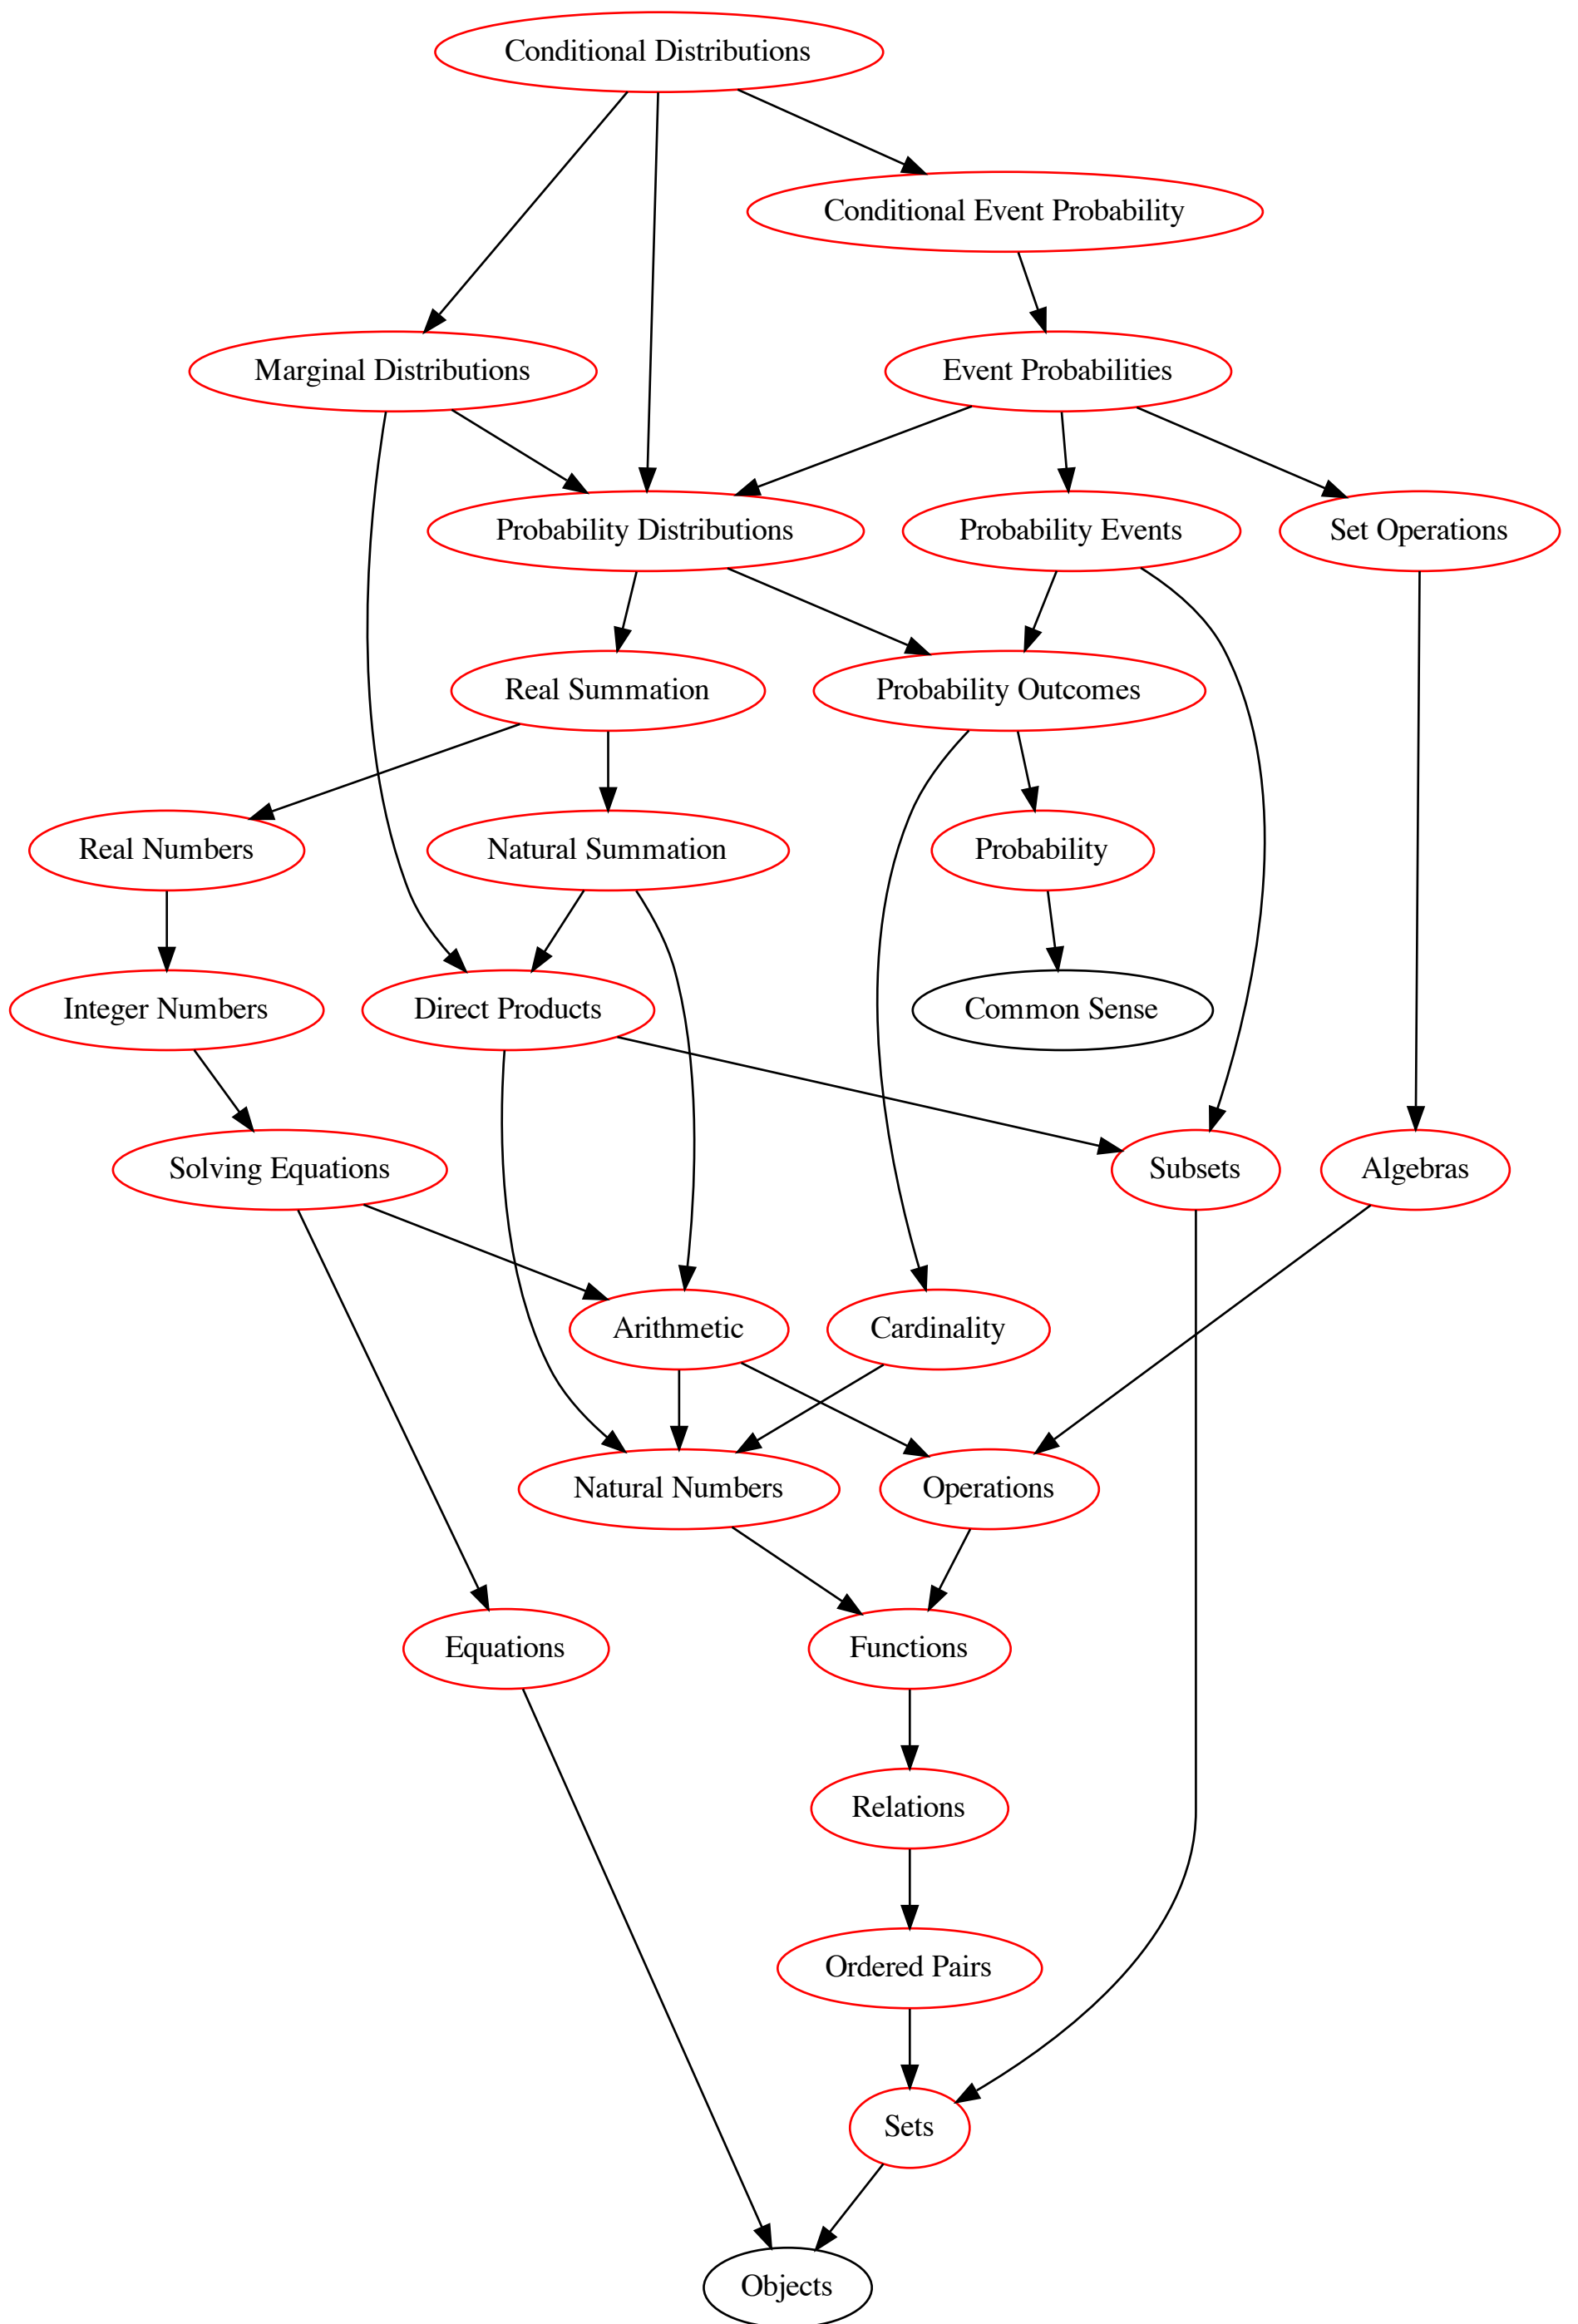 Conditional Distributions
Conditional Event Probability
Marginal Distributions
Event Probabilities
Probability Distributions
Probability Events
Set Operations
Real Summation
Probability Outcomes
Real Numbers
Natural Summation
Probability
Integer Numbers
Direct Products
Common Sense
Solving Equations
Subsets
Algebras
Arithmetic
Cardinality
Natural Numbers
Operations
Equations
Functions
Relations
Ordered Pairs
Sets
Objects